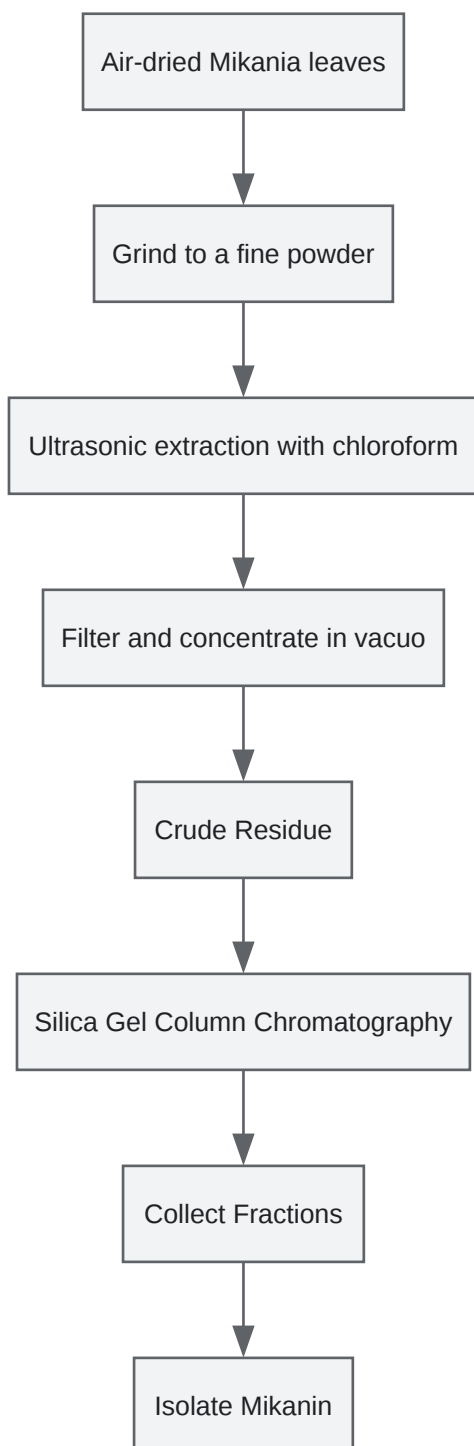 Air-dried Mikania leaves
Grind to a fine powder
Ultrasonic extraction with chloroform
Filter and concentrate in vacuo
Crude Residue
Silica Gel Column Chromatography
Collect Fractions
Isolate Mikanin